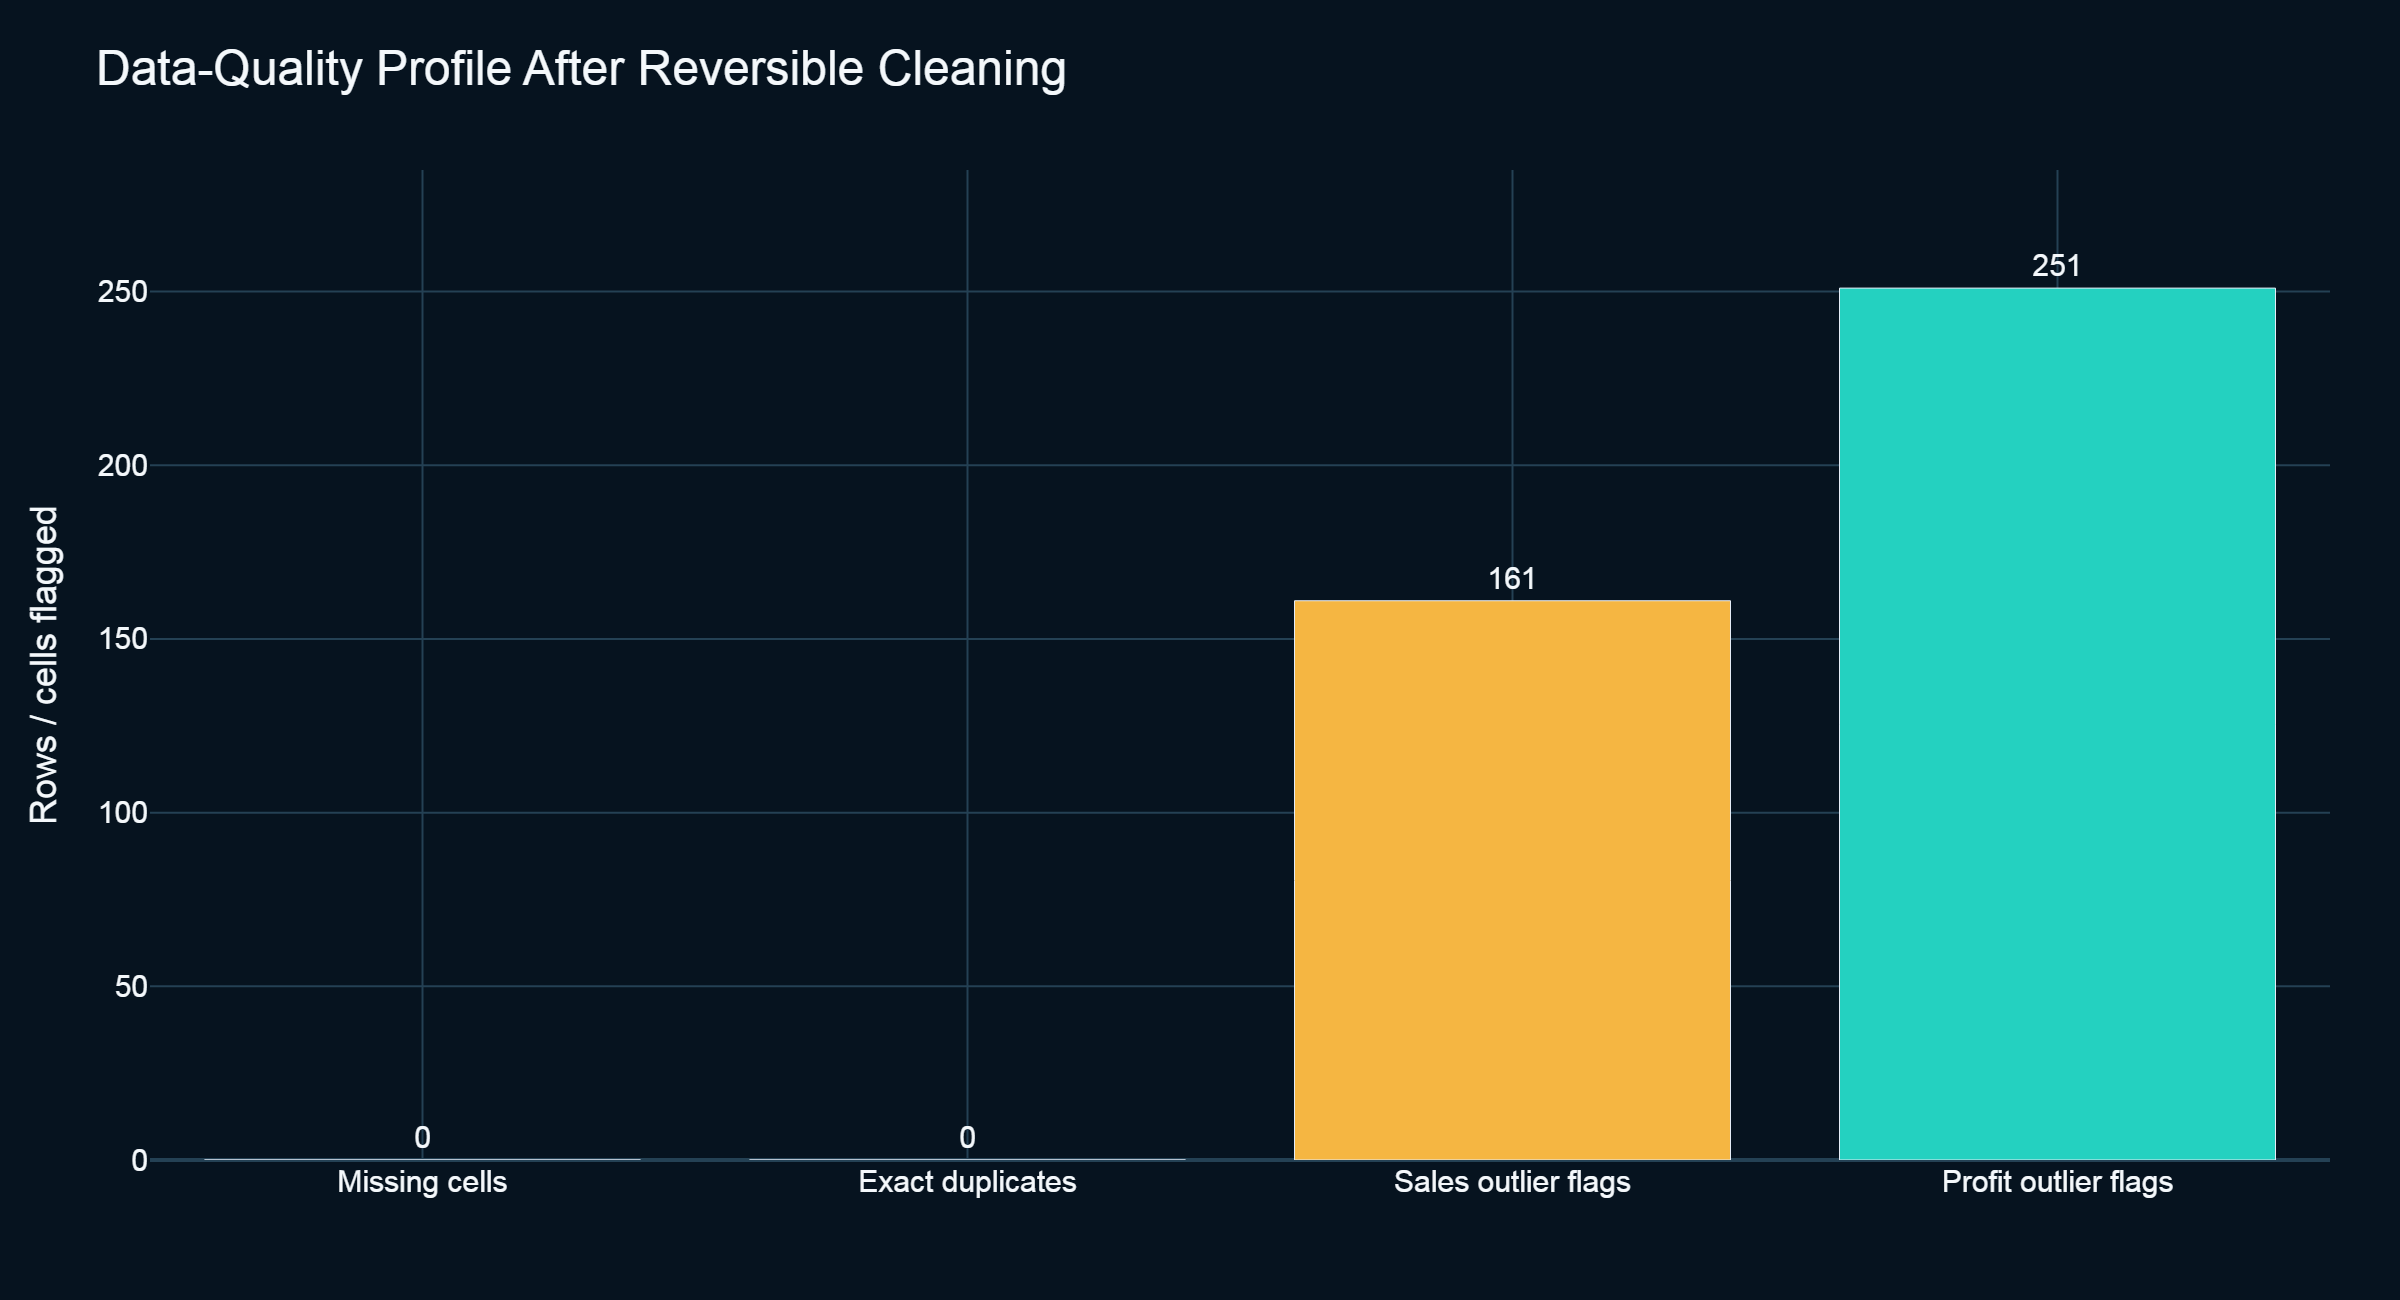 Data-Quality Profile After Reversible Cleaning
Rows / cells flagged
250
200
150
100
50
0
0
0
161
251
Missing cells
Exact duplicates
Sales outlier flags
Profit outlier flags